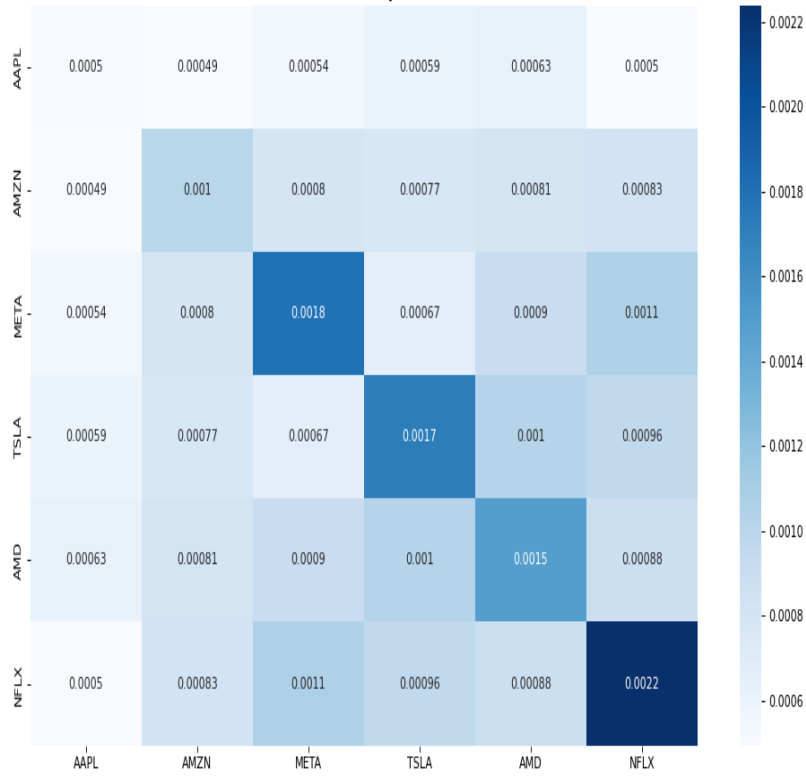 AAPL 0.0005 0.00049 0.00054 0.00059 0.00063 0.0005
AMZN 0.00049 0.001 0.0008 0.00077 0.00081 0.00083
META 0.00054 0.0008 0.0018 0.00067 0.0009 0.0011
TSLA 0.00059 0.00077 0.00067 0.0017 0.001 0.00096
AMD 0.00063 0.00081 0.0009 0.001 0.0015 0.00088
NFLX 0.0005 0.00083 0.0011 0.00096 0.00088 0.0022
AAPL AMZN META TSLA AMD NFLX
0.0022
0.0020
0.0018
0.0016
0.0014
0.0012
0.0010
0.0008
0.0006